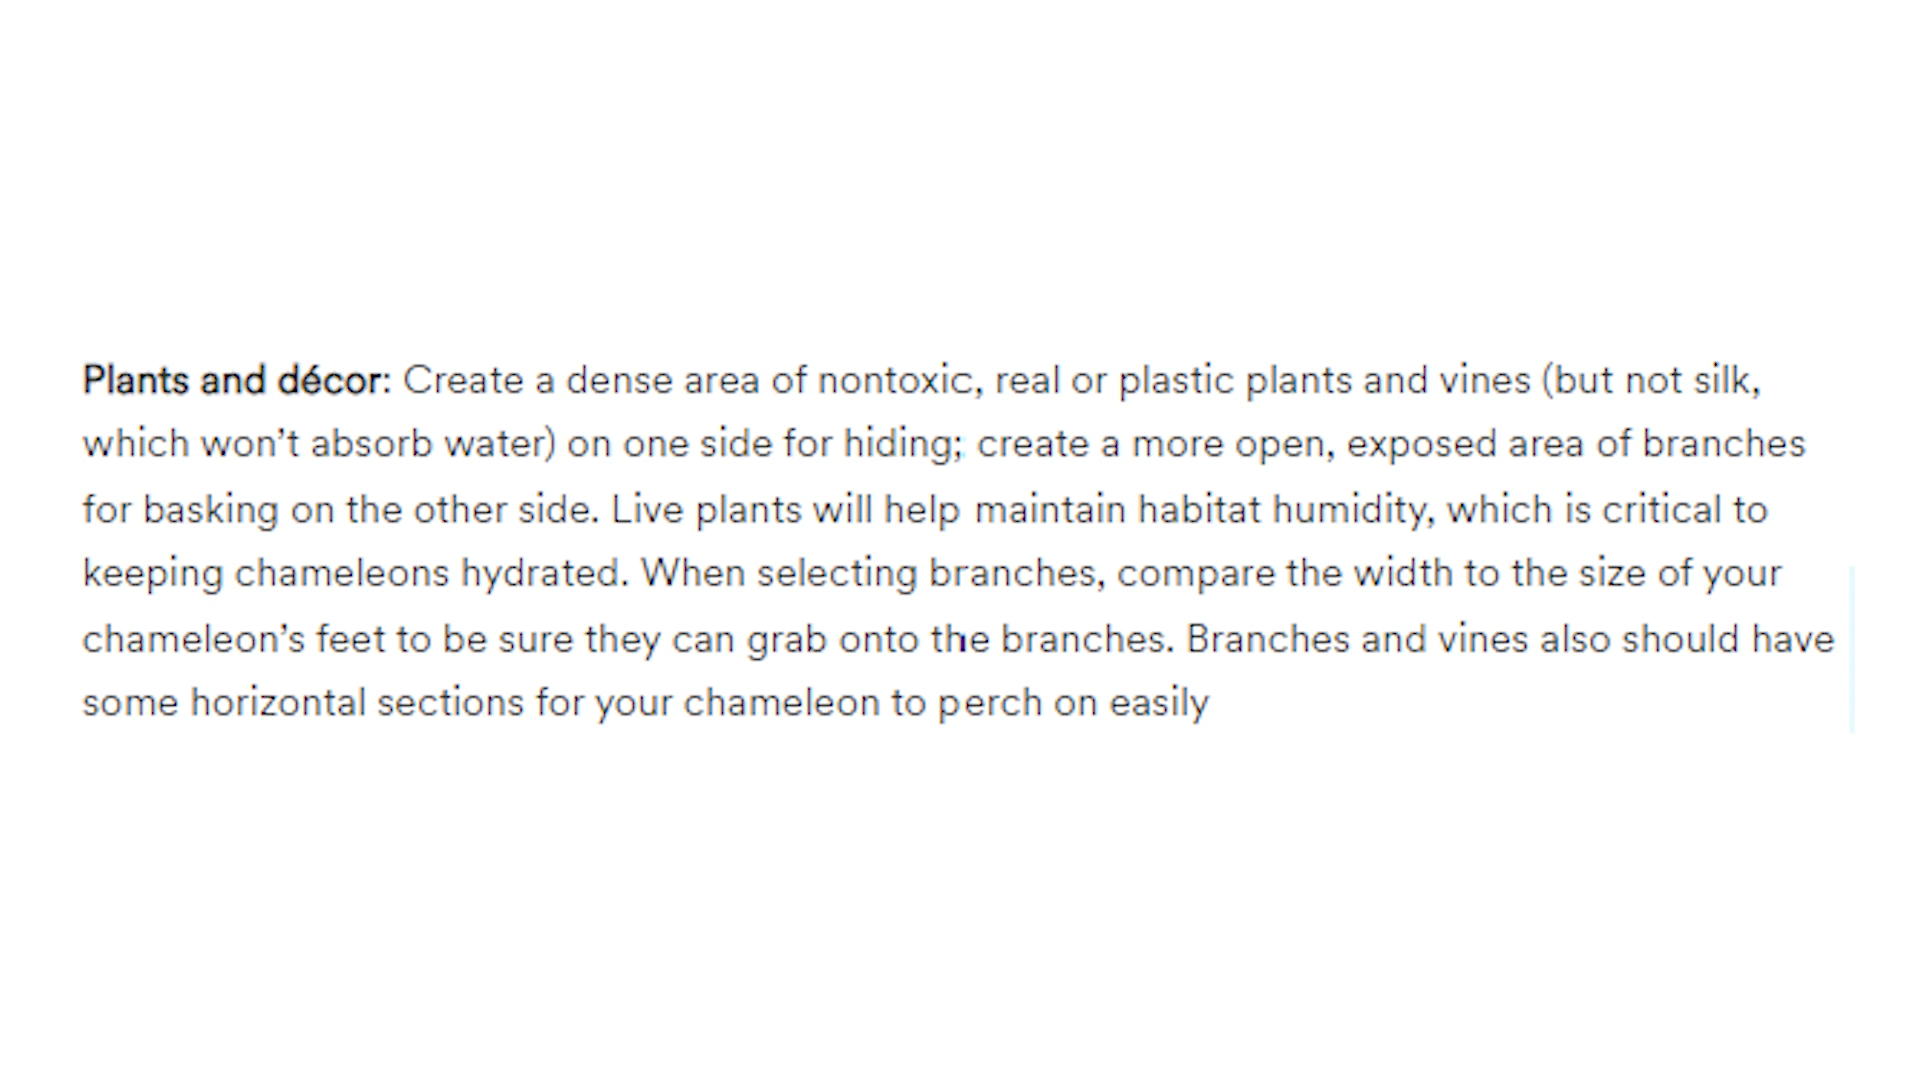 Plants and décor: Create a dense area of nontoxic, real or plastic plants and vines (but not silk,
which won’t absorb water) on one side for hiding; create a more open, exposed area of branches
for basking on the other side. Live plants will help maintain habitat humidity, which is critical to
keeping chameleons hydrated. When selecting branches, compare the width to the size of your
chameleon’s feet to be sure they can grab onto the branches. Branches and vines also should have
some horizontal sections for your chameleon to perch on easily